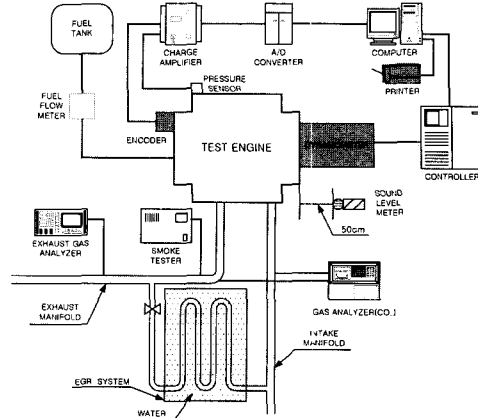 FUEL
TANK
CHARGE
AMPLIFIER
A/D
CONVERTER
COMPUTER
PRINTER
PRESSURE
SENSOR
FUEL
FLOW
METER
ENCODER
TEST ENGINE
CONTROLLER
SOUND
LEVEL
METER
50cm
EXHAUST GAS
ANALYZER
SMOKE
TESTER
EXHAUST
MANIFOLD
GAS ANALYZER(CO₂)
INTAKE
MANIFOLD
EGR SYSTEM
WATER